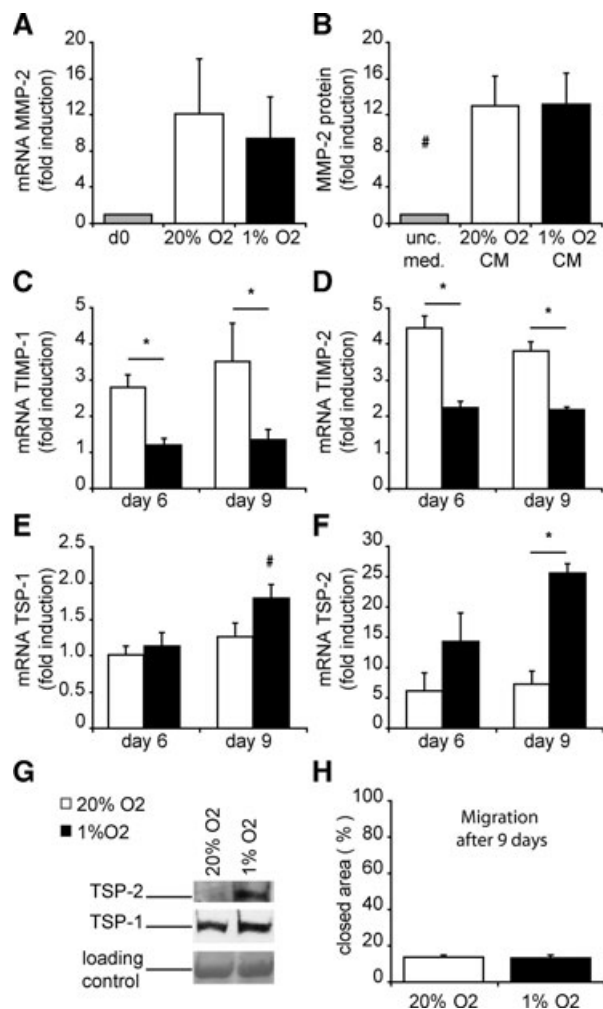 A
mRNA MMP-2
(fold induction)
20
16
12
8
4
0
d0
20% O2
1% O2
B
MMP-2 protein
(fold induction)
20
16
12
8
4
0
#
unc.
med.
20% O2
CM
1% O2
CM
C
mRNA TIMP-1
(fold induction)
5
4
3
2
1
0
*
*
day 6
day 9
D
mRNA TIMP-2
(fold induction)
5
4
3
2
1
0
*
*
day 6
day 9
E
mRNA TSP-1
(fold induction)
2.5
2.0
1.5
1.0
0.5
0.0
#
day 6
day 9
F
mRNA TSP-2
(fold induction)
30
25
20
15
10
5
0
*
day 6
day 9
G
20% O2
1%O2
20% O2
1% O2
TSP-2
TSP-1
loading
control
H
closed area ( % )
100
80
60
40
20
0
Migration
after 9 days
20% O2
1% O2